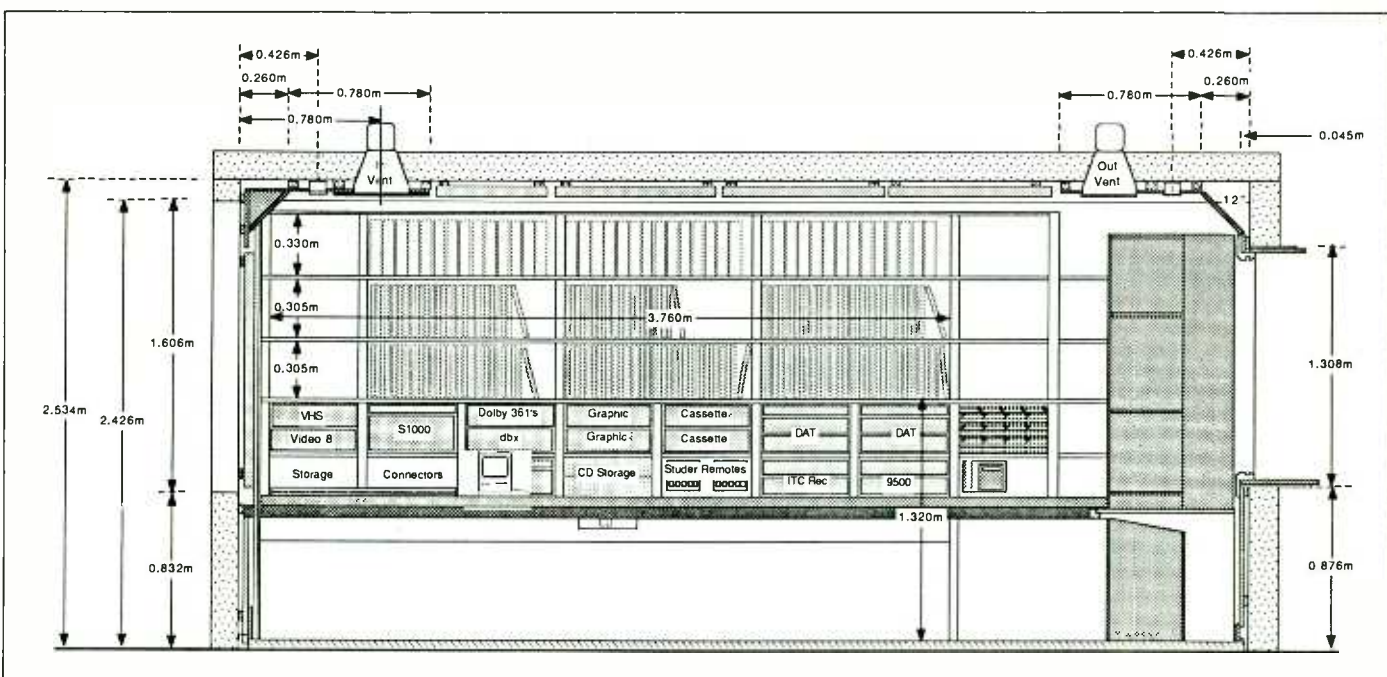 0.426m
0.426m
0.260m
0.260m
0.780m
0.780m
0.780m
0.045m
Vent
Out
Vent
12"
0.330m
0.305m
3.760m
1.606m
1.308m
0.305m
2.534m
2.426m
VHS
Dolby 361's
Graphic
Cassette
S1000
DAT
DAT
Video 8
dbx
Graphic
Cassette
Storage
Connectors
CD Storage
Studer Remotes
ITC Rec
9500
1.320m
0.832m
0.876m